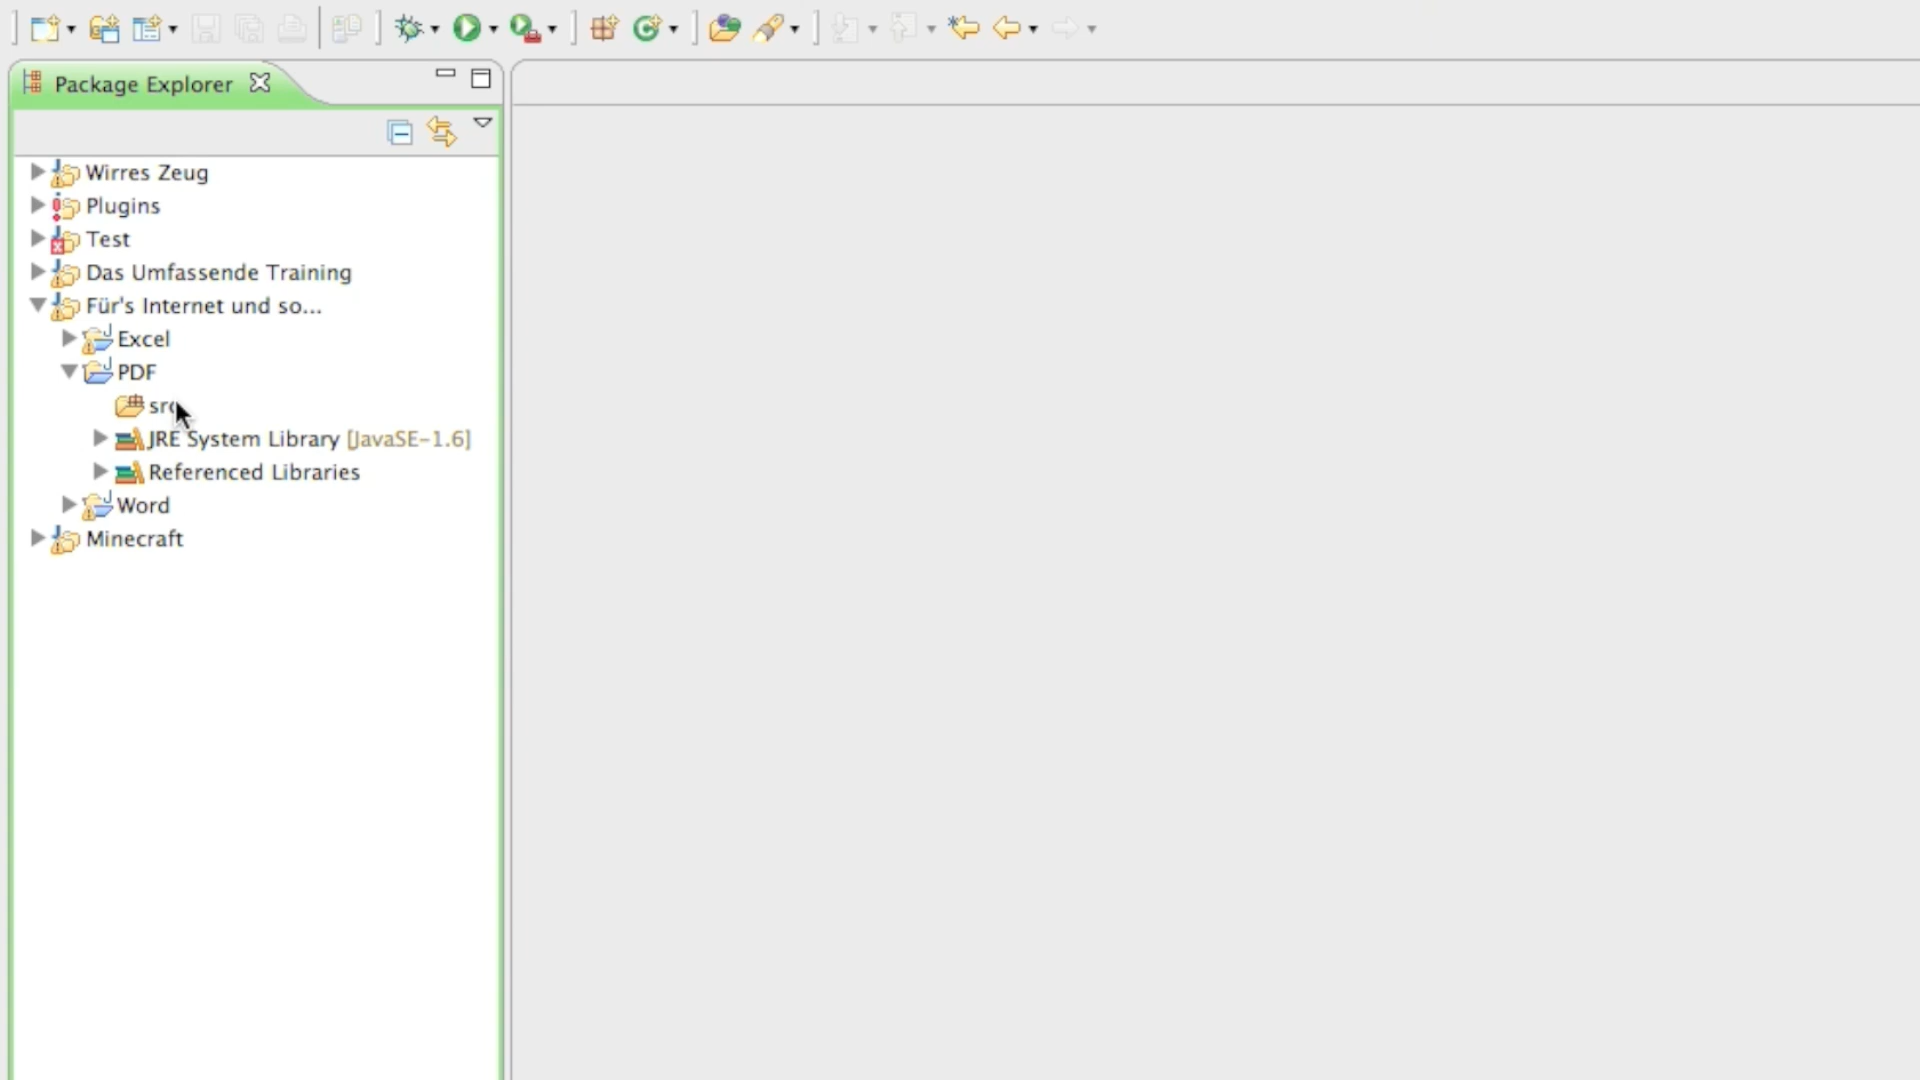 Package Explorer
Wirres Zeug
Plugins
Test
Das Umfassende Training
Für's Internet und so...
Excel
PDF
src
JRE System Library [JavaSE-1.6]
Referenced Libraries
Word
Minecraft